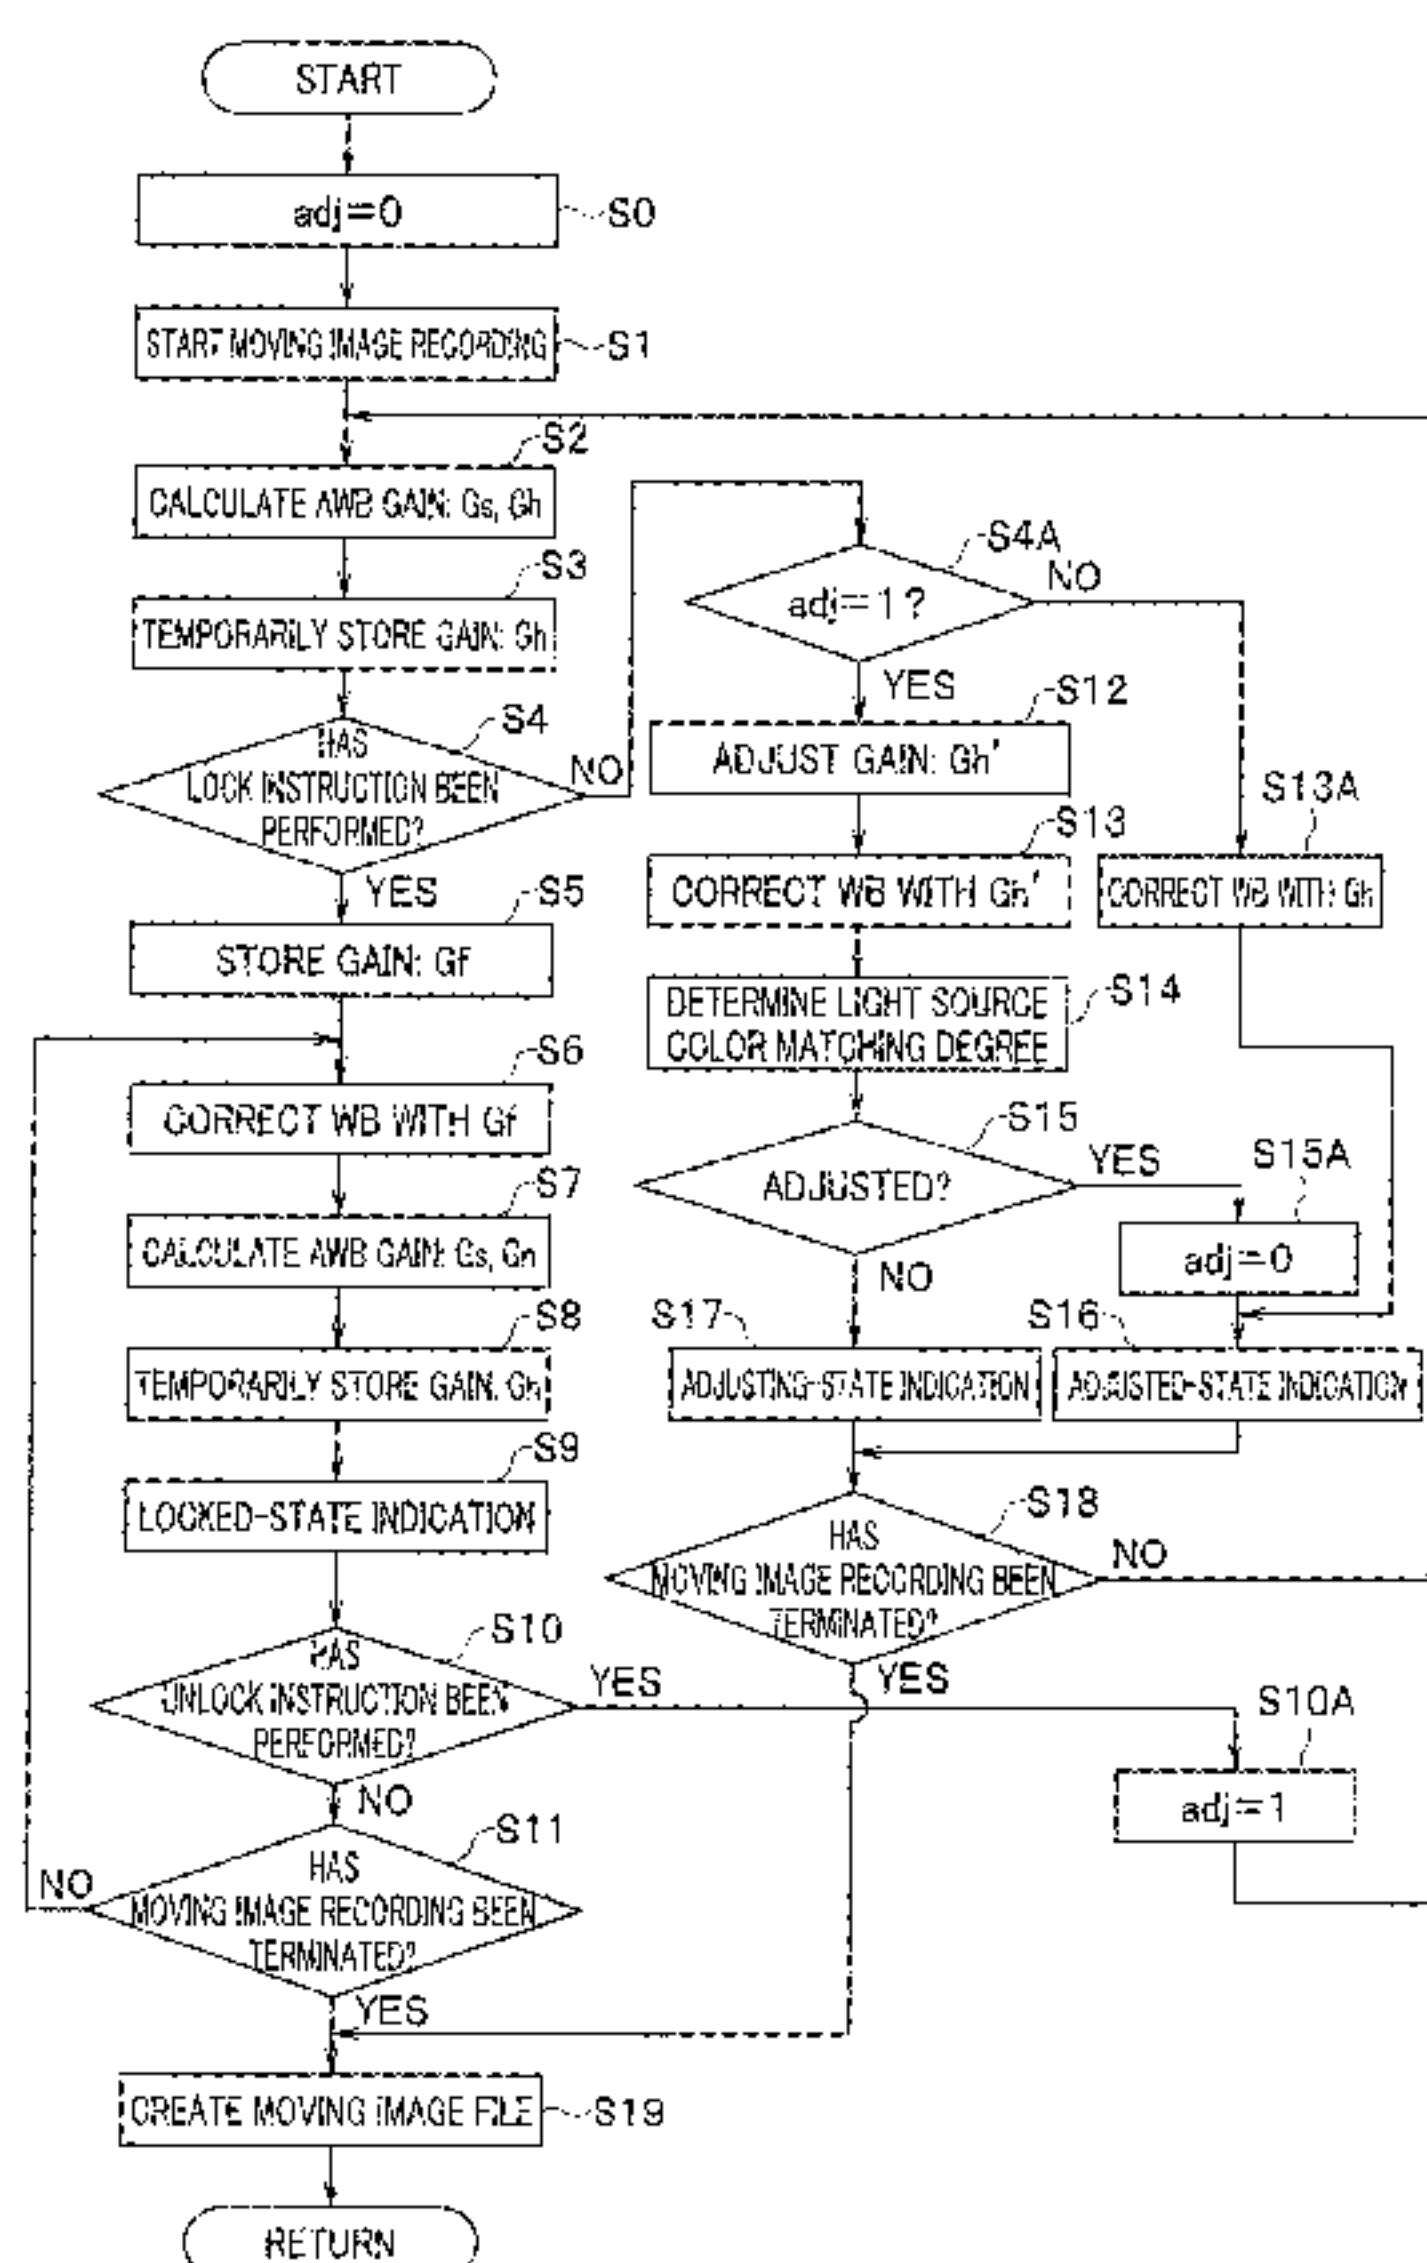 START
adj=0
S0
START MOVING IMAGE RECORDING
S1
S2
CALCULATE AWB GAIN: Gs, Gh
S3
TEMPORARILY STORE GAIN: Gh
S4
HAS
LOCK INSTRUCTION BEEN
PERFORMED?
NO
YES
S5
STORE GAIN: Gf
S6
CORRECT WB WITH Gf
S7
CALCULATE AWB GAIN: Gs, Gh
S8
TEMPORARILY STORE GAIN: Gh
S9
LOCKED-STATE INDICATION
S10
HAS
UNLOCK INSTRUCTION BEEN
PERFORMED?
YES
NO
S10A
adj=1
S11
HAS
MOVING IMAGE RECORDING BEEN
TERMINATED?
NO
YES
S4A
adj=1?
NO
YES
S12
ADJUST GAIN: Gh'
S13
CORRECT WB WITH Gh'
S13A
CORRECT WB WITH Gh
S14
DETERMINE LIGHT SOURCE
COLOR MATCHING DEGREE
S15
ADJUSTED?
YES
NO
S15A
adj=0
S17
ADJUSTING-STATE INDICATION
S16
ADJUSTED-STATE INDICATION
S18
HAS
MOVING IMAGE RECORDING BEEN
TERMINATED?
NO
YES
CREATE MOVING IMAGE FILE
S19
RETURN